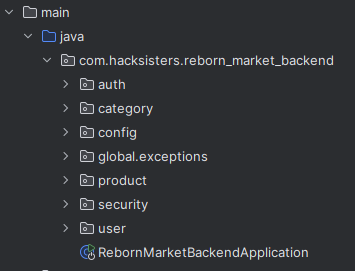 main
java
com.hacksisters.reborn_market_backend
auth
category
config
global.exceptions
product
security
user
RebornMarketBackendApplication